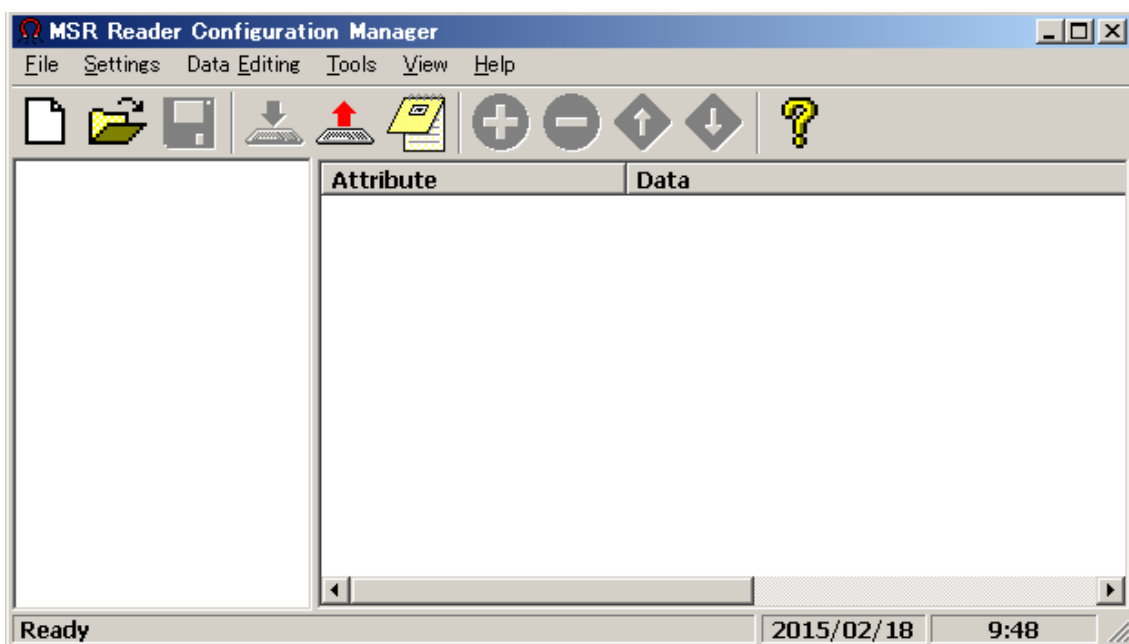 MSR Reader Configuration Manager
File Settings Data Editing Tools View Help
Attribute Data
Ready 2015/02/18 9:48